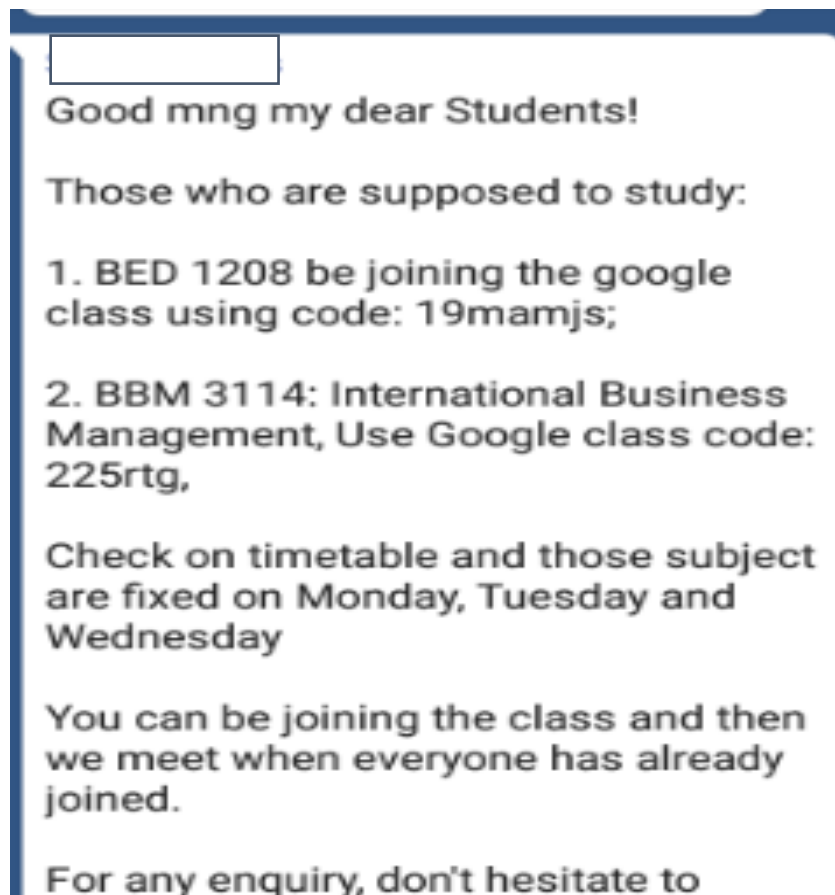 Good mng my dear Students!
Those who are supposed to study:
1. BED 1208 be joining the google
class using code: 19mamjs;
2. BBM 3114: International Business
Management, Use Google class code:
225rtg,
Check on timetable and those subject
are fixed on Monday, Tuesday and
Wednesday
You can be joining the class and then
we meet when everyone has already
joined.
For any enquiry, don't hesitate to